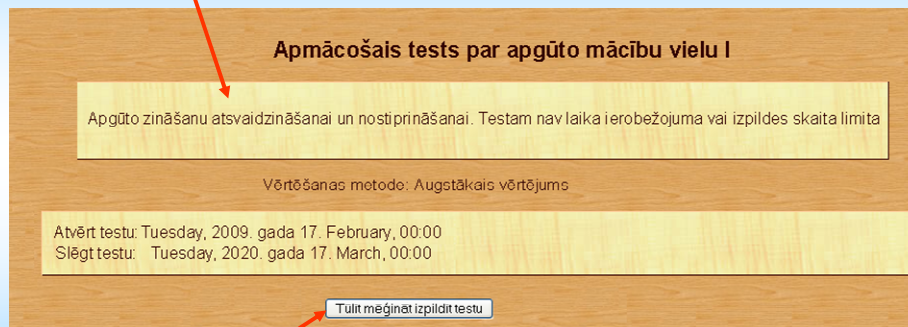 Apmācošais tests par apgūto mācību vielu I
Apgūto zināšanu atsvaidzināšanai un nostiprināšanai. Testam nav laika ierobežojuma vai izpildes skaita limita
Vērtēšanas metode: Augstākais vērtējums
Atvērt testu: Tuesday, 2009. gada 17. February, 00:00
Slēgt testu: Tuesday, 2020. gada 17. March, 00:00
Tūlīt mēģināt izpildīt testu